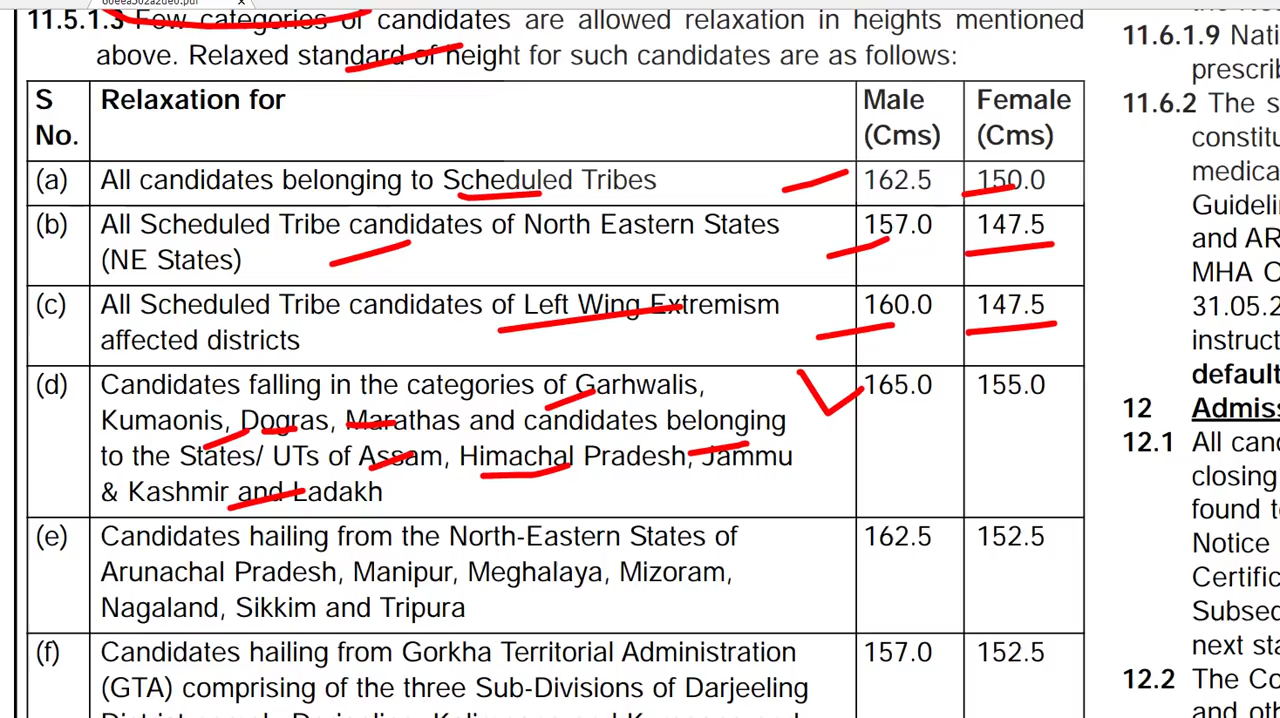 11.5.1.3 Few categories of candidates are allowed relaxation in heights mentioned
above. Relaxed standard of height for such candidates are as follows:
S No. Relaxation for Male (Cms) Female (Cms)
(a) All candidates belonging to Scheduled Tribes 162.5 150.0
(b) All Scheduled Tribe candidates of North Eastern States 157.0 147.5
(NE States)
(c) All Scheduled Tribe candidates of Left Wing Extremism 160.0 147.5
affected districts
(d) Candidates falling in the categories of Garhwalis, 165.0 155.0
Kumaonis, Dogras, Marathas and candidates belonging
to the States/ UTs of Assam, Himachal Pradesh, Jammu
& Kashmir and Ladakh
(e) Candidates hailing from the North-Eastern States of 162.5 152.5
Arunachal Pradesh, Manipur, Meghalaya, Mizoram,
Nagaland, Sikkim and Tripura
(f) Candidates hailing from Gorkha Territorial Administration 157.0 152.5
(GTA) comprising of the three Sub-Divisions of Darjeeling
11.6.1.9 Nati
prescrib
11.6.2 The s
constitu
medica
Guideli
and AR
MHA O
31.05.2
instruct
default
12 Admiss
12.1 All cand
closing
found to
Notice
Certific
Subseq
next sta
12.2 The Co
and oth